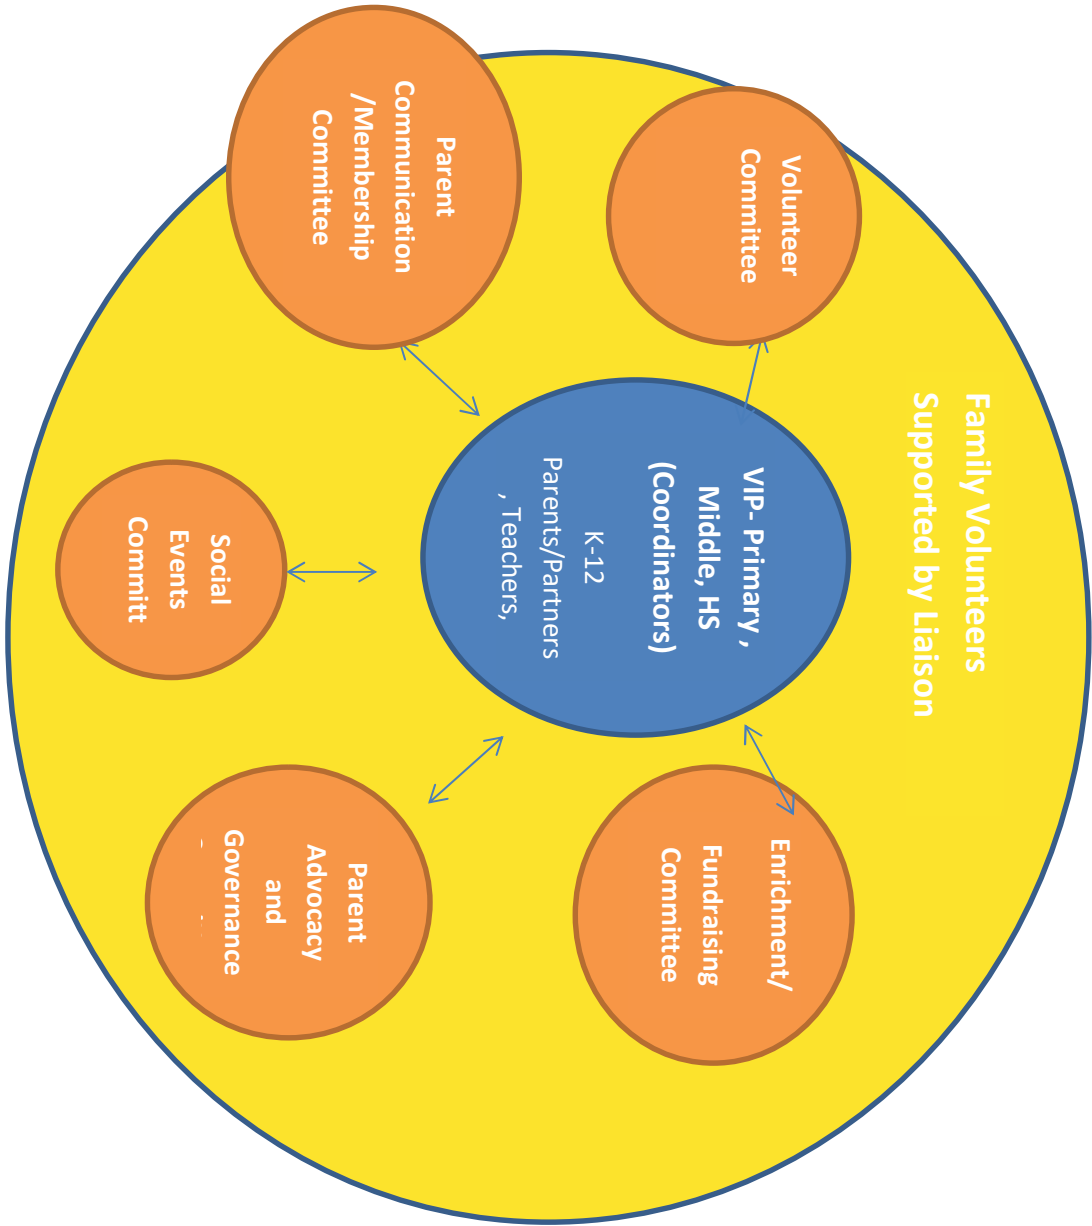 Family Volunteers
Supported by Liaison
Volunteer
Committee
Enrichment/
Fundraising
Committee
VIP- Primary ,
Middle, HS
(Coordinators)
K-12
Parents/Partners
, Teachers,
Parent
Communication
/Membership
Committee
Social
Events
Committ
Parent
Advocacy
and
Governance